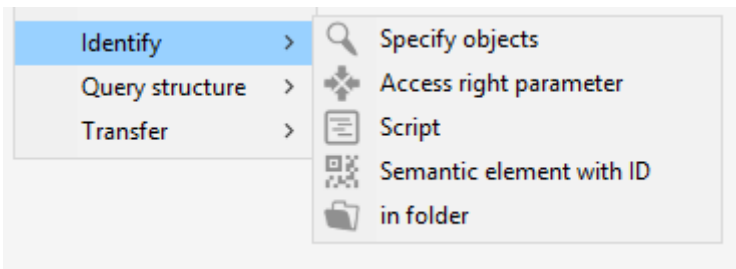 Identify
Query structure
Transfer
Specify objects
Access right parameter
Script
Semantic element with ID
in folder